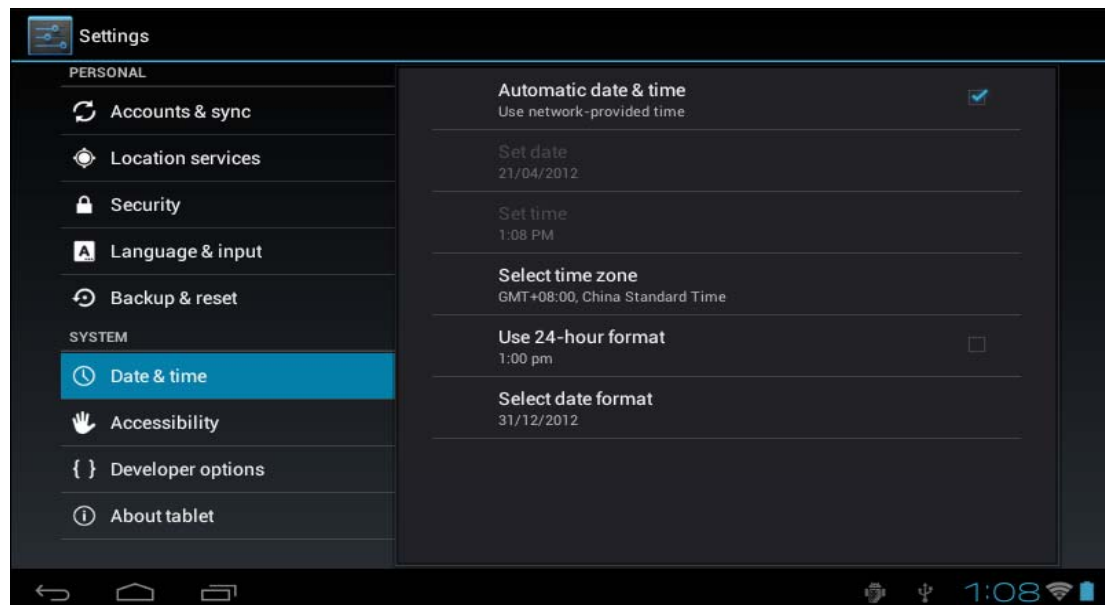 Settings
PERSONAL
Accounts & sync
Location services
Security
Language & input
Backup & reset
SYSTEM
Date & time
Accessibility
{ } Developer options
About tablet
Automatic date & time
Use network-provided time
Set date
21/04/2012
Set time
1:08 PM
Select time zone
GMT+08:00, China Standard Time
Use 24-hour format
1:00 pm
Select date format
31/12/2012
1:08